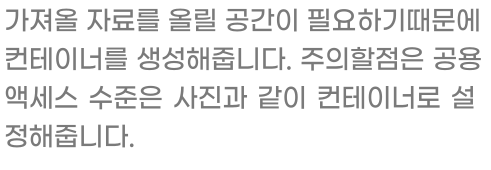 가져올 자료를 올릴 공간이 필요하기때문에
컨테이너를 생성해줍니다. 주의할점은 공용
액세스 수준은 사진과 같이 컨테이너로 설
정해줍니다.